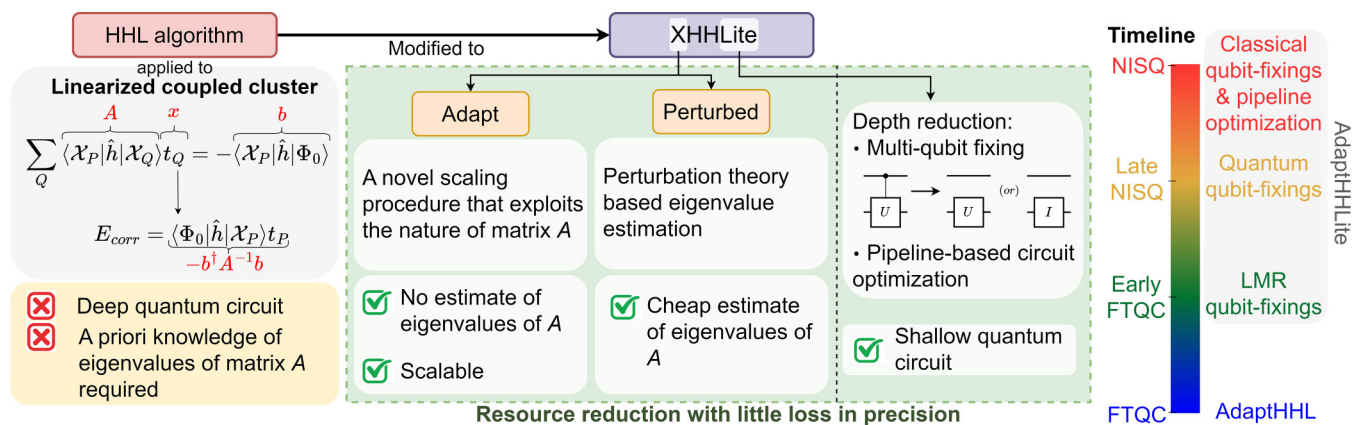 HHL algorithm
Modified to
XHHLite
applied to
Linearized coupled cluster
A x b
∑_Q ⟨𝒳_P|ĥ|𝒳_Q⟩t_Q = −⟨𝒳_P|ĥ|Φ_0⟩
E_corr = ⟨Φ_0|ĥ|𝒳_P⟩t_P
−b†A⁻¹b
Deep quantum circuit
A priori knowledge of
eigenvalues of matrix A
required
Adapt
A novel scaling
procedure that exploits
the nature of matrix A
No estimate of
eigenvalues of A
Scalable
Perturbed
Perturbation theory
based eigenvalue
estimation
Cheap estimate
of eigenvalues of
A
Depth reduction:
• Multi-qubit fixing
U U (or) I
• Pipeline-based circuit
optimization
Shallow quantum
circuit
Resource reduction with little loss in precision
Timeline
NISQ
Late
NISQ
Early
FTQC
FTQC
Classical
qubit-fixings
& pipeline
optimization
Quantum
qubit-fixings
LMR
qubit-fixings
AdaptHHL
AdaptHHLite